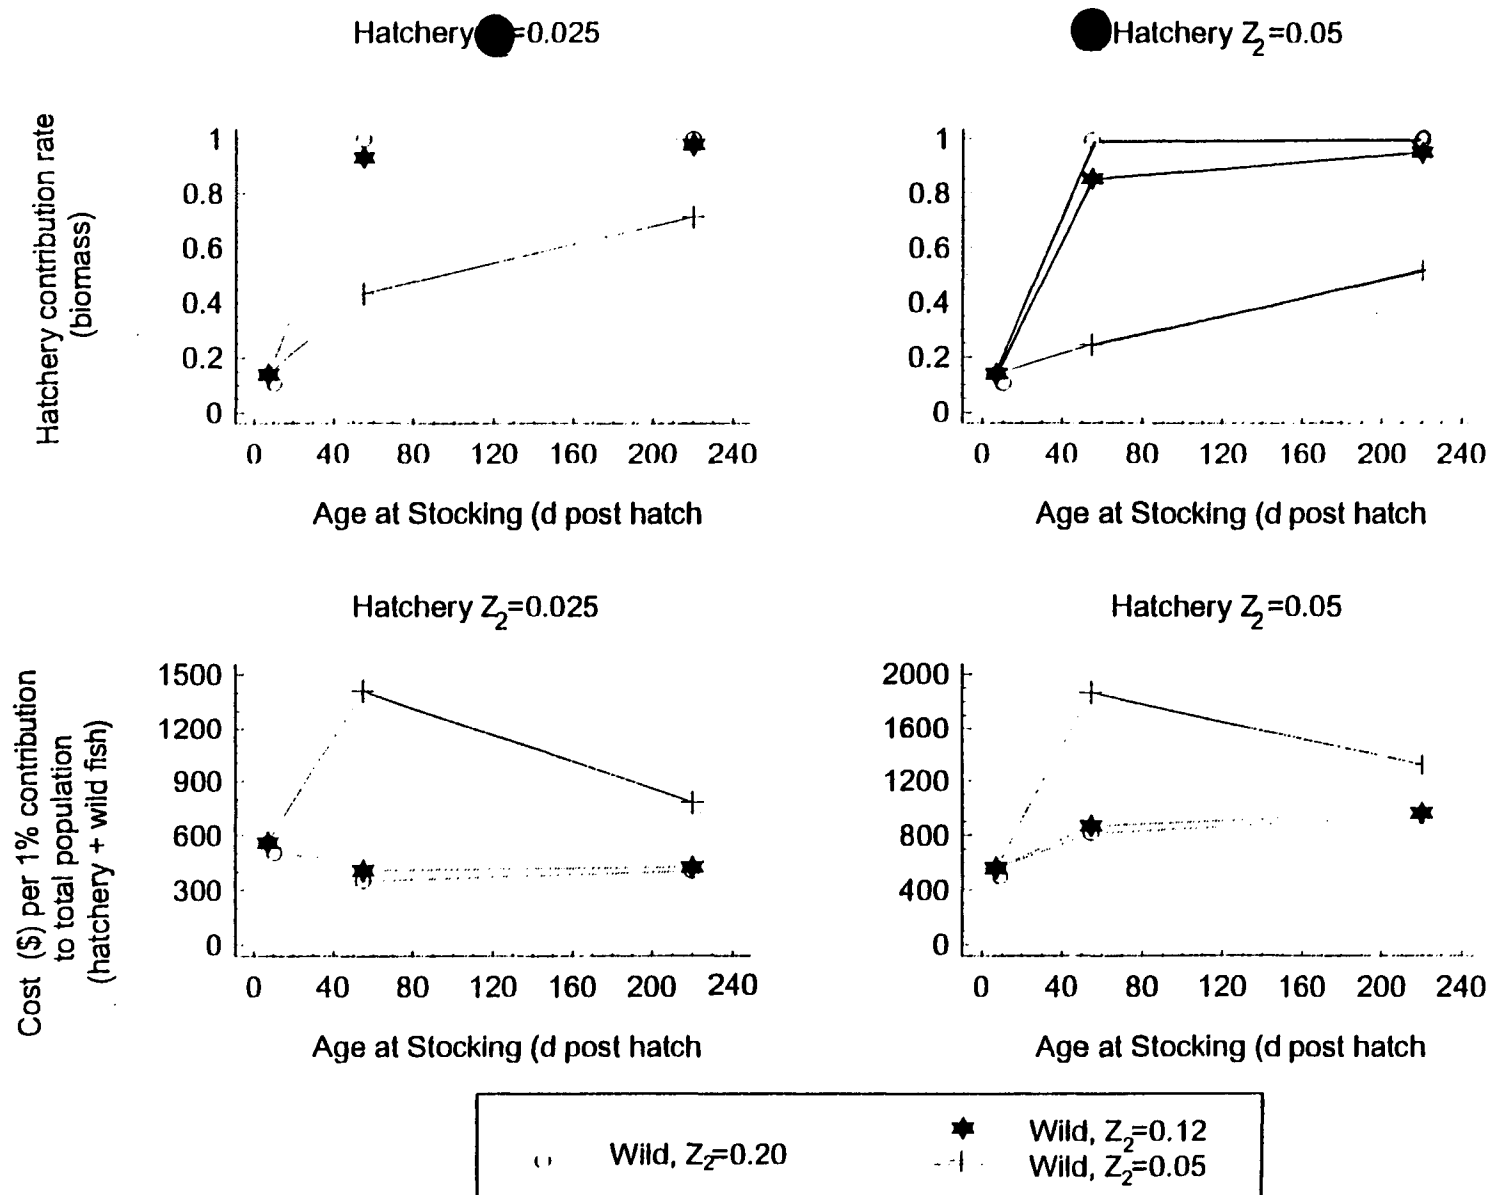 Hatchery =0.025
Hatchery Z2=0.05
Hatchery contribution rate
(biomass)
1
0.8
0.6
0.4
0.2
0
0 40 80 120 160 200 240
Age at Stocking (d post hatch
1
0.8
0.6
0.4
0.2
0
0 40 80 120 160 200 240
Age at Stocking (d post hatch
Hatchery Z2=0.025
Hatchery Z2=0.05
Cost ($) per 1% contribution
to total population
(hatchery + wild fish)
1500
1200
900
600
300
0
0 40 80 120 160 200 240
Age at Stocking (d post hatch
2000
1600
1200
800
400
0
0 40 80 120 160 200 240
Age at Stocking (d post hatch
Wild, Z2=0.20
Wild, Z2=0.12
Wild, Z2=0.05